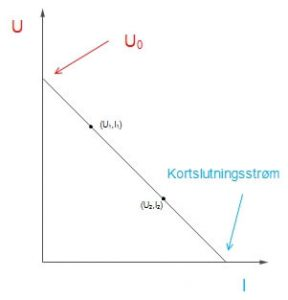 U
U₀
(U₁,I₁)
Kortslutningsstrøm
(U₂,I₂)
I